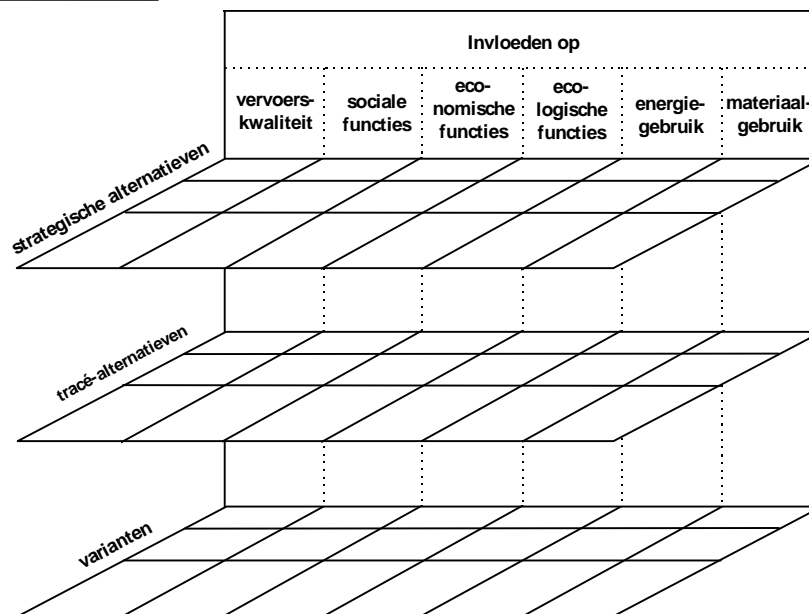 Invloeden op
vervoers-
kwaliteit
sociale
functies
eco-
nomische
functies
eco-
logische
functies
energie-
gebruik
materiaal-
gebruik
strategische alternatieven
tracé-alternatieven
varianten